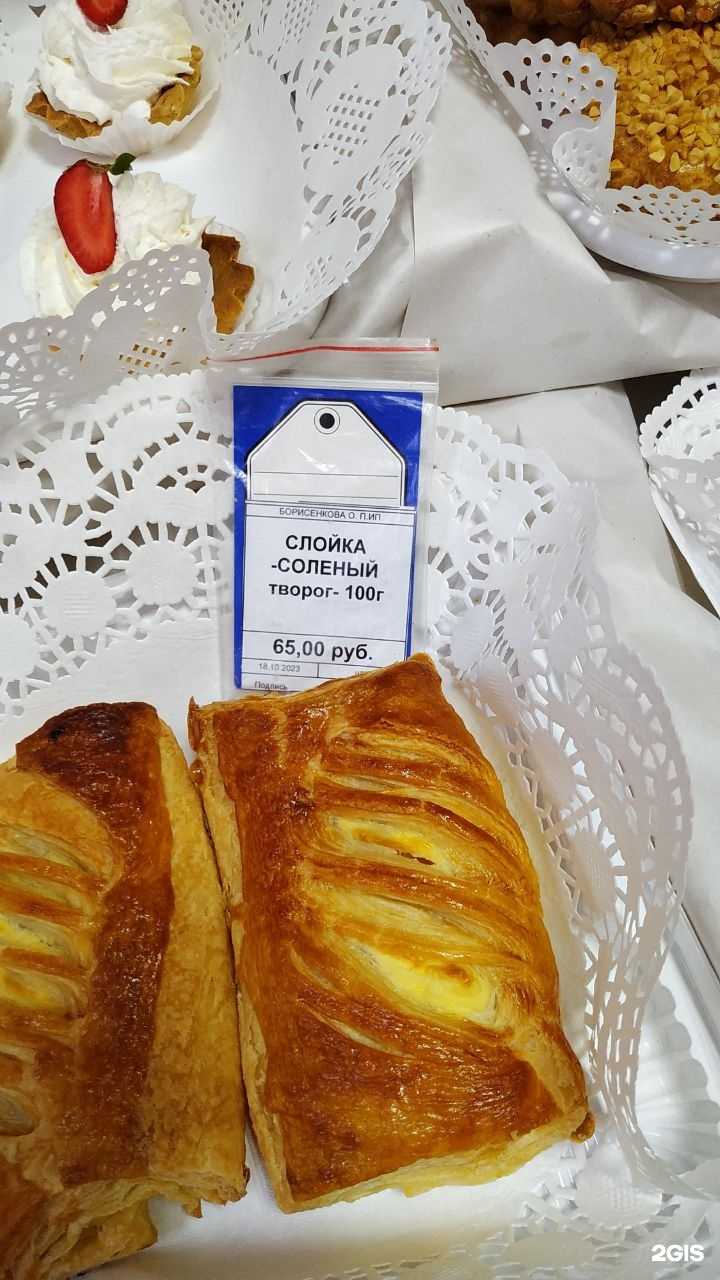 БОРИСЕНКОВА О. П.ИП
СЛОЙКА
-СОЛЕНЫЙ
творог- 100г
65,00 руб.
18.10.2023
Подпись
2GIS